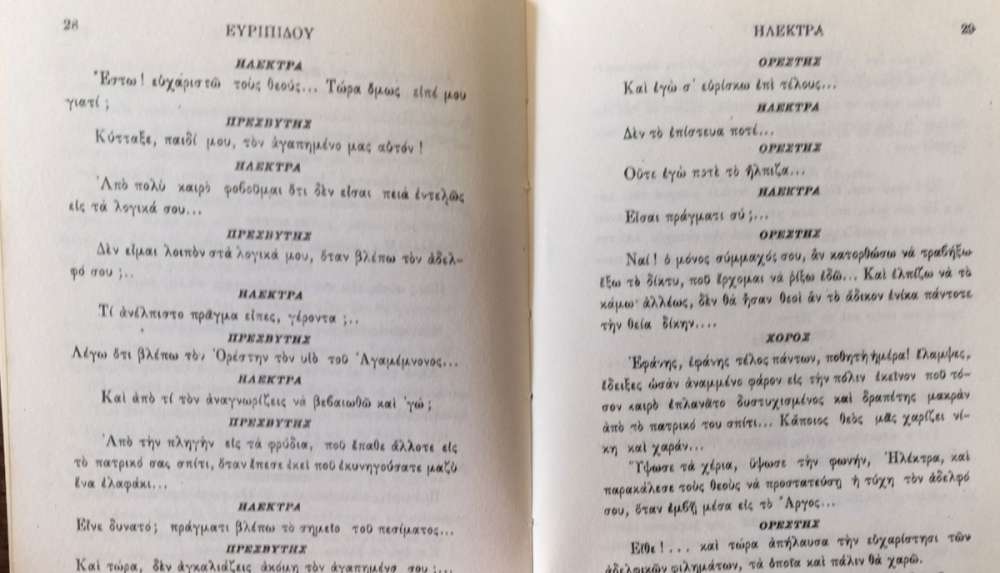 28
ΕΥΡΙΠΙΔΟΥ
ΗΛΕΚΤΡΑ
Ἔστω! εὐχαριστῶ τοὺς θεούς... Τώρα ὅμως εἰπέ μου
γιατί;
ΠΡΕΣΒΥΤΗΣ
Κύτταξε, παιδί μου, τὸν ἀγαπημένο μας αὐτόν!
ΗΛΕΚΤΡΑ
Ἀπὸ πολὺ καιρὸ φοβοῦμαι ὅτι δὲν εἶσαι πειὰ ἐντελῶς
εἰς τὰ λογικά σου...
ΠΡΕΣΒΥΤΗΣ
Δὲν εἶμαι λοιπὸν στὰ λογικά μου, ὅταν βλέπω τὸν ἀδελ-
φό σου;..
ΗΛΕΚΤΡΑ
Τί ἀνέλπιστο πρᾶγμα εἶπες, γέροντα;..
ΠΡΕΣΒΥΤΗΣ
Λέγω ὅτι βλέπω τὸν Ὀρέστην τὸν υἱὸ τοῦ Ἀγαμέμνονος...
ΗΛΕΚΤΡΑ
Καὶ ἀπὸ τί τὸν ἀναγνωρίζεις νὰ βεβαιωθῶ καὶ 'γώ;
ΠΡΕΣΒΥΤΗΣ
Ἀπὸ τὴν πληγὴν εἰς τὰ φρύδια, ποῦ ἔπαθε ἄλλοτε εἰς
τὸ πατρικό σας σπίτι, ὅταν ἔπεσε ἐκεῖ ποῦ ἐκυνηγούσατε μαζὺ
ἕνα ἐλαφάκι...
ΗΛΕΚΤΡΑ
Εἶνε δυνατό; πράγματι βλέπω τὸ σημεῖο τοῦ πεσίματος...
ΠΡΕΣΒΥΤΗΣ
Καὶ τώρα, δὲν ἀγκαλιάζεις ἀκόμη τὸν ἀγαπημένο σου;...
ΗΛΕΚΤΡΑ
29
ΟΡΕΣΤΗΣ
Καὶ ἐγὼ σ' εὑρίσκω ἐπὶ τέλους...
ΗΛΕΚΤΡΑ
Δὲν τὸ ἐπίστευα ποτέ...
ΟΡΕΣΤΗΣ
Οὔτε ἐγὼ ποτὲ τὸ ἤλπιζα...
ΗΛΕΚΤΡΑ
Εἶσαι πράγματι σύ;...
ΟΡΕΣΤΗΣ
Ναί! ὁ μόνος σύμμαχός σου, ἂν κατορθώσω νὰ τραβήξω
ἔξω τὸ δίκτυ, ποῦ ἔρχομαι νὰ ρίξω ἐδῶ... Καὶ ἐλπίζω νὰ τὸ
κάμω· ἀλλέως, δὲν θὰ ἦσαν θεοὶ ἂν τὸ ἄδικον ἐνίκα πάντοτε
τὴν θεία δίκην....
ΧΟΡΟΣ
Ἐφάνης, ἐφάνης τέλος πάντων, ποθητὴ ἡμέρα! ἔλαμψες,
ἔδειξες ὡσὰν ἀναμμένο φάρον εἰς τὴν πόλιν ἐκεῖνον ποῦ τό-
σον καιρὸ ἐπλανᾶτο δυστυχισμένος καὶ δραπέτης μακρὰν
ἀπὸ τὸ πατρικό του σπίτι... Κάποιος θεὸς μᾶς χαρίζει νί-
κη καὶ χαράν...
Ὕψωσε τὰ χέρια, ὕψωσε τὴν φωνήν, Ἠλέκτρα, καὶ
παρακάλεσε τοὺς θεοὺς νὰ προστατεύσῃ ἡ τύχη τὸν ἀδελφό
σου, ὅταν ἐμβῇ μέσα εἰς τὸ Ἄργος...
ΟΡΕΣΤΗΣ
Εἴθε!... καὶ τώρα ἀπήλαυσα τὴν εὐχαρίστησι τῶν
ἀδελφικῶν φιλημάτων, τὰ ὁποῖα καὶ πάλιν θὰ χαρῶ.